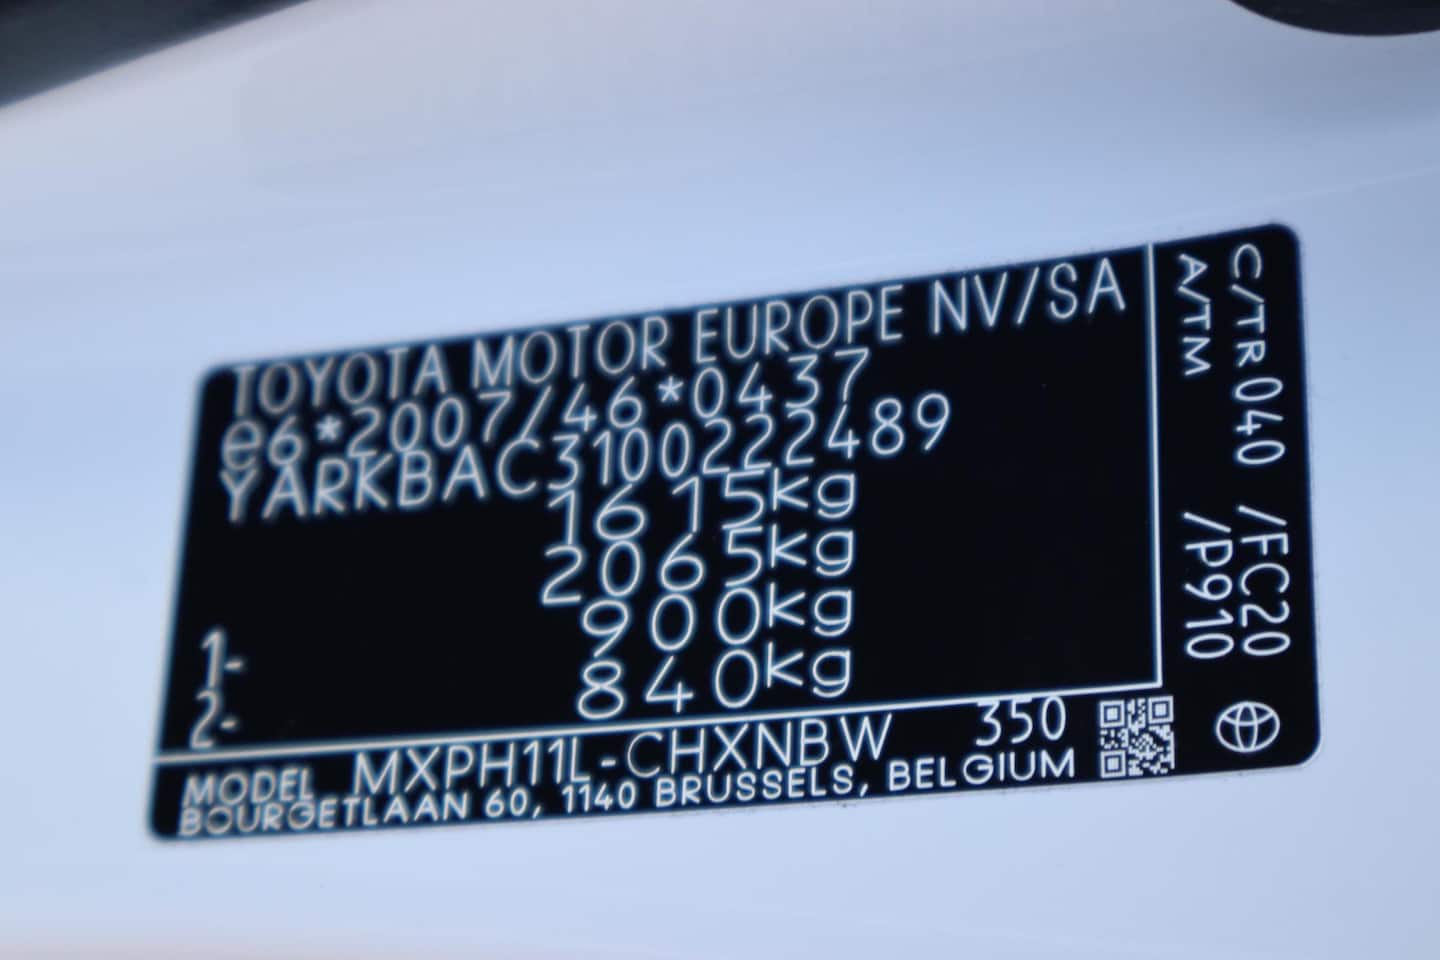 TOYOTA MOTOR EUROPE NV/SA
e6*2007/46*0437
YARKBAC3100222489
1615kg
2065kg
1- 900kg
2- 840kg
MODEL MXPH11L-CHXNBW 350
BOURGETLAAN 60, 1140 BRUSSELS, BELGIUM
C/TR 040 /FC20
A/TM /P910